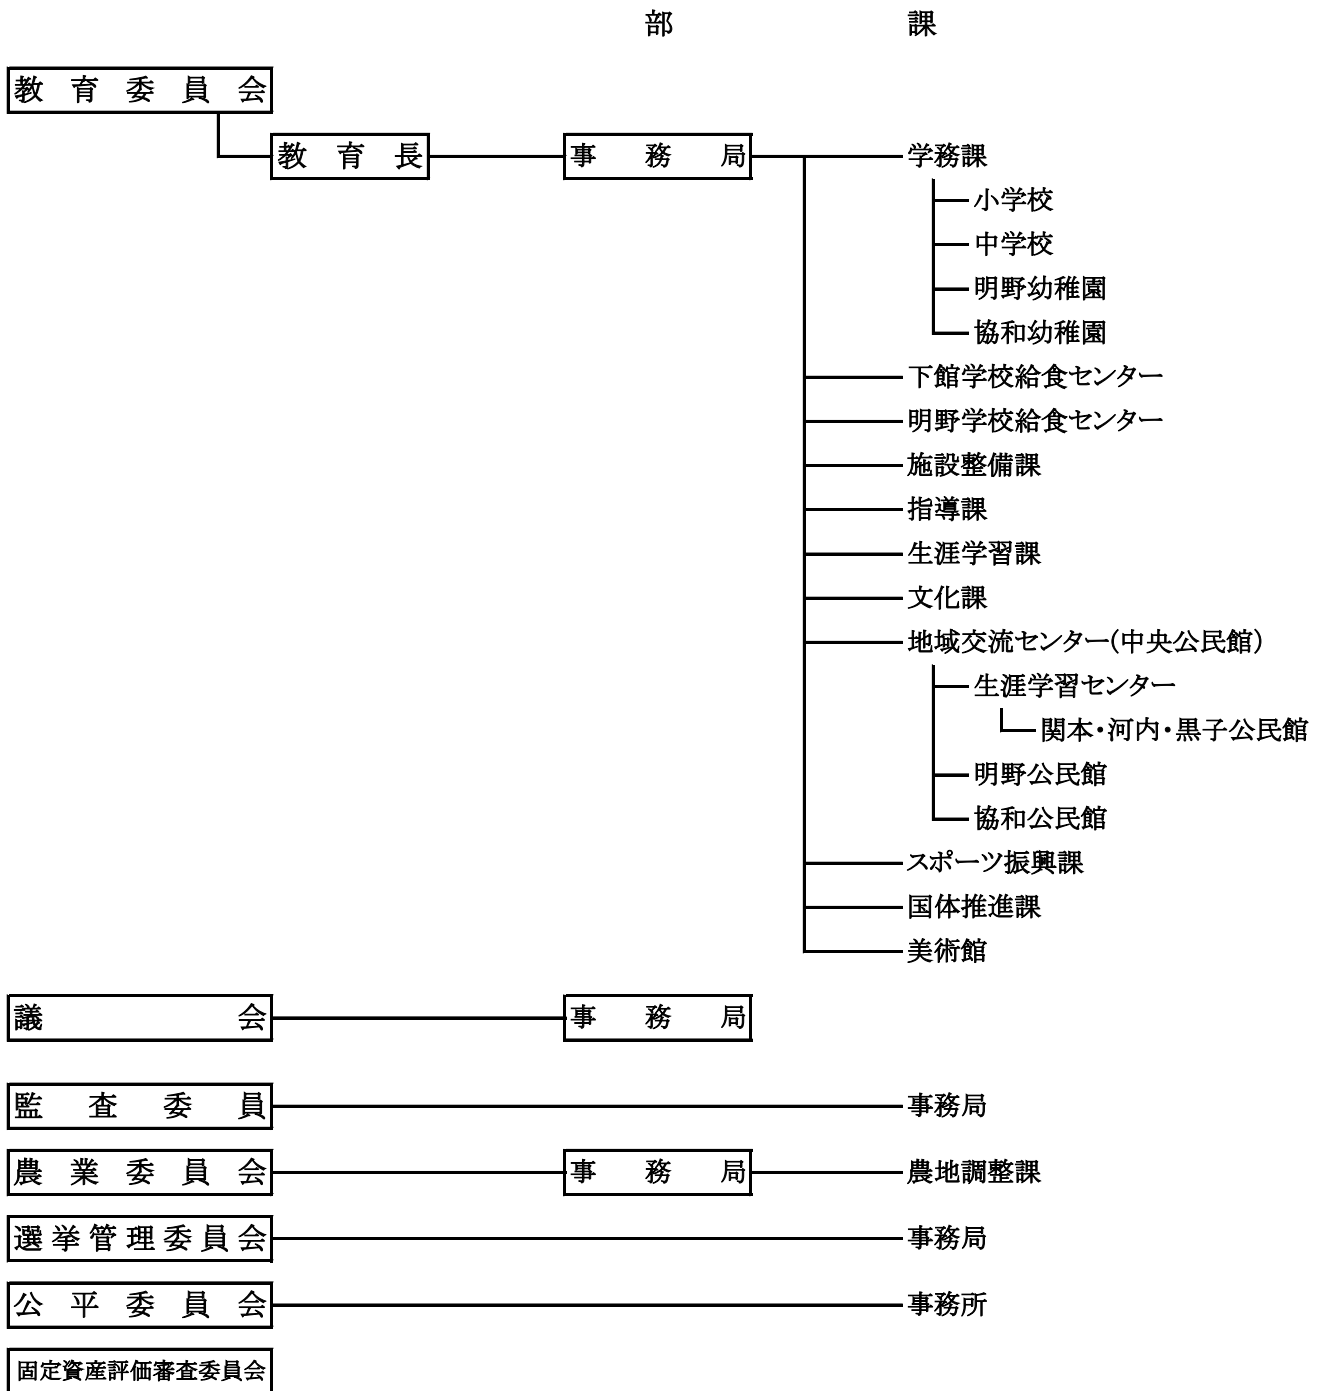 部 課
教育委員会
教育長 事務局 学務課
小学校
中学校
明野幼稚園
協和幼稚園
下館学校給食センター
明野学校給食センター
施設整備課
指導課
生涯学習課
文化課
地域交流センター(中央公民館)
生涯学習センター
関本・河内・黒子公民館
明野公民館
協和公民館
スポーツ振興課
国体推進課
美術館
議会 事務局
監査委員 事務局
農業委員会 事務局 農地調整課
選挙管理委員会 事務局
公平委員会 事務所
固定資産評価審査委員会